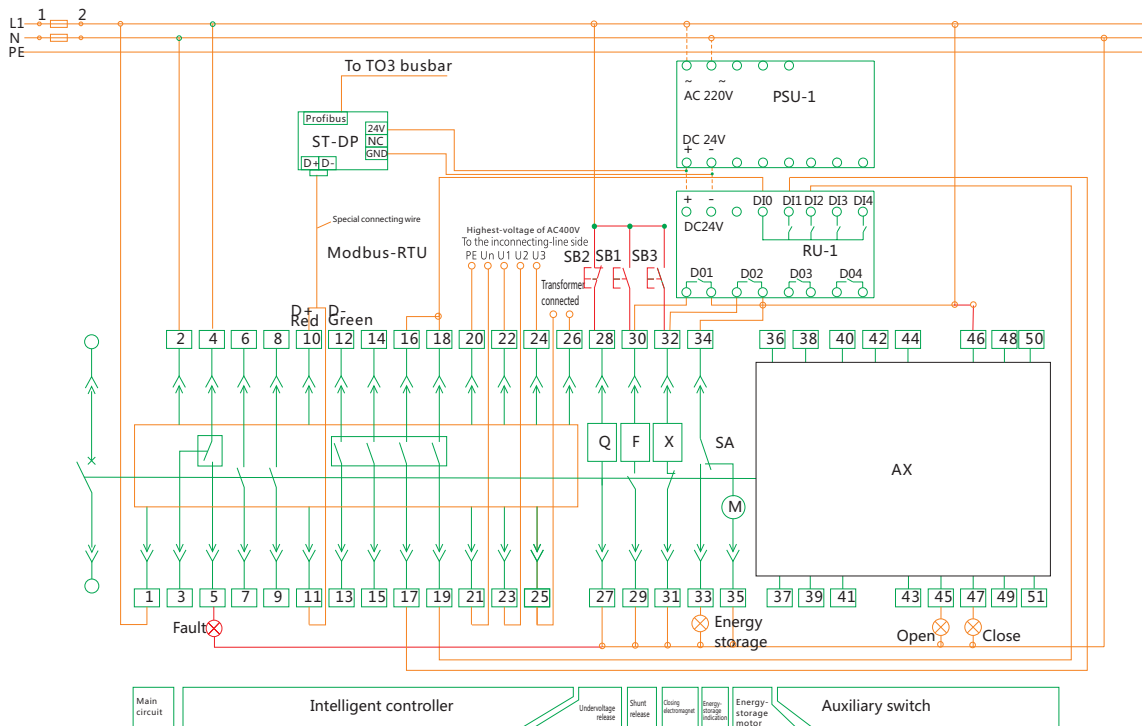 L1 1 2
N
PE
To TO3 busbar
Profibus
ST-DP
24V
NC
GND
D+ D-
~ ~
AC 220V
PSU-1
DC 24V
+ -
+ -
DC24V
DI0 DI1 DI2 DI3 DI4
RU-1
D01 D02 D03 D04
Special connecting wire
Modbus-RTU
Highest-voltage of AC400V
To the inconnecting-line side
PE Un U1 U2 U3
Transformer
connected
SB2 SB1 SB3
D+ D-
Red Green
2 4 6 8 10 12 14 16 18 20 22 24 26 28 30 32 34 36 38 40 42 44 46 48 50
Q F X SA
M
AX
1 3 5 7 9 11 13 15 17 19 21 23 25 27 29 31 33 35 37 39 41 43 45 47 49 51
Fault
Energy
storage
Open
Close
Main
circuit
Intelligent controller
Undervoltage
release
Shunt
release
Closing
electromagnet
Energy-
storage
indication
Energy-
storage
motor
Auxiliary switch